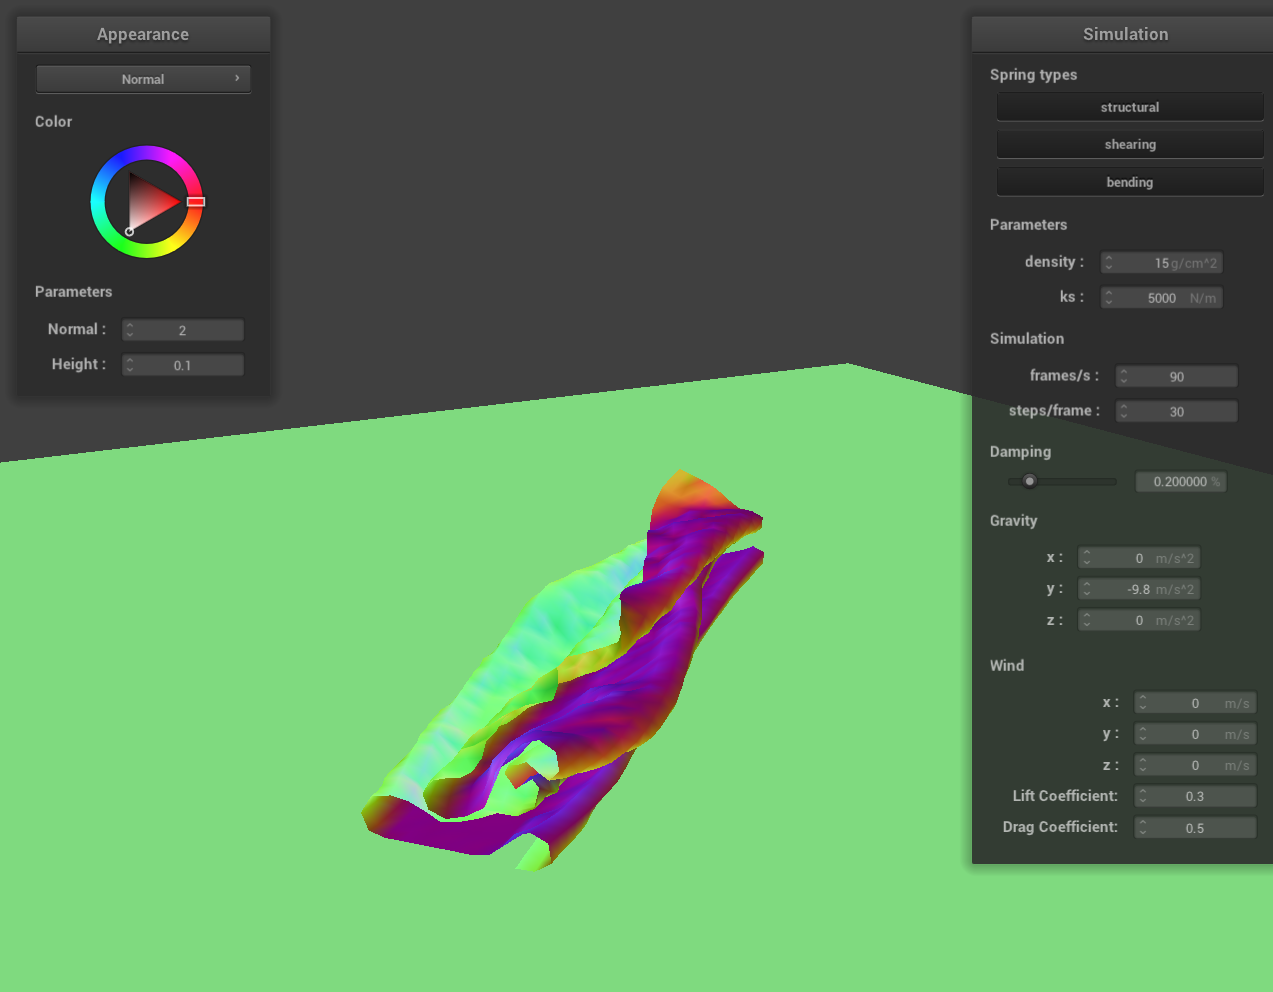 Appearance
Normal
Color
Parameters
Normal : 2
Height : 0.1
Simulation
Spring types
structural
shearing
bending
Parameters
density : 15 g/cm^2
ks : 5000 N/m
Simulation
frames/s : 90
steps/frame : 30
Damping
0.200000 %
Gravity
x : 0 m/s^2
y : -9.8 m/s^2
z : 0 m/s^2
Wind
x : 0 m/s
y : 0 m/s
z : 0 m/s
Lift Coefficient: 0.3
Drag Coefficient: 0.5